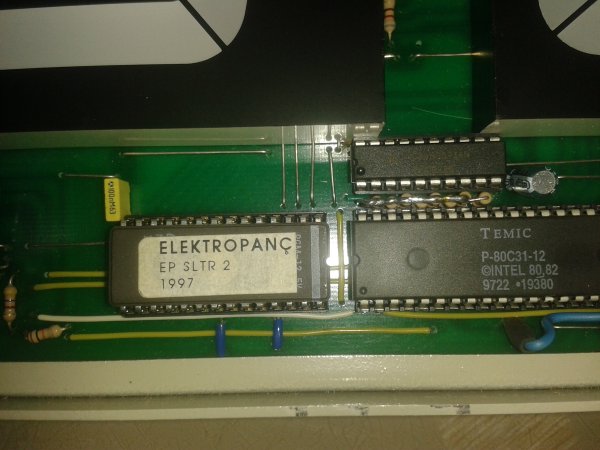 ELEKTROPANÇ
EP SLTR 2
1997
TEMIC
P-80C31-12
©INTEL 80,82
9722 •19380